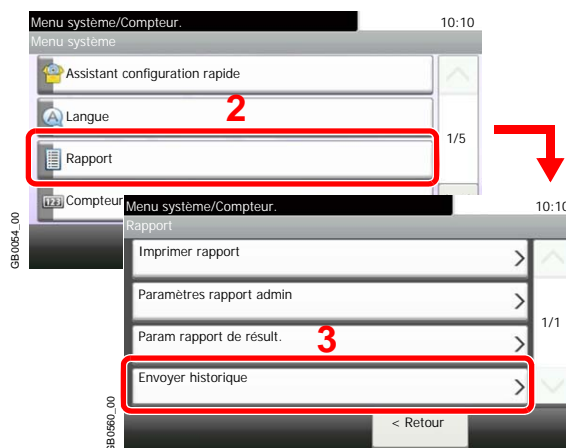 Menu système/Compteur.
10:10
Menu système
Assistant configuration rapide
2
Langue
1/5
Rapport
Compteur
GB0054_00
Menu système/Compteur.
10:10
Rapport
Imprimer rapport
Paramètres rapport admin
1/1
Param rapport de résult.
3
Envoyer historique
< Retour
GB0560_00